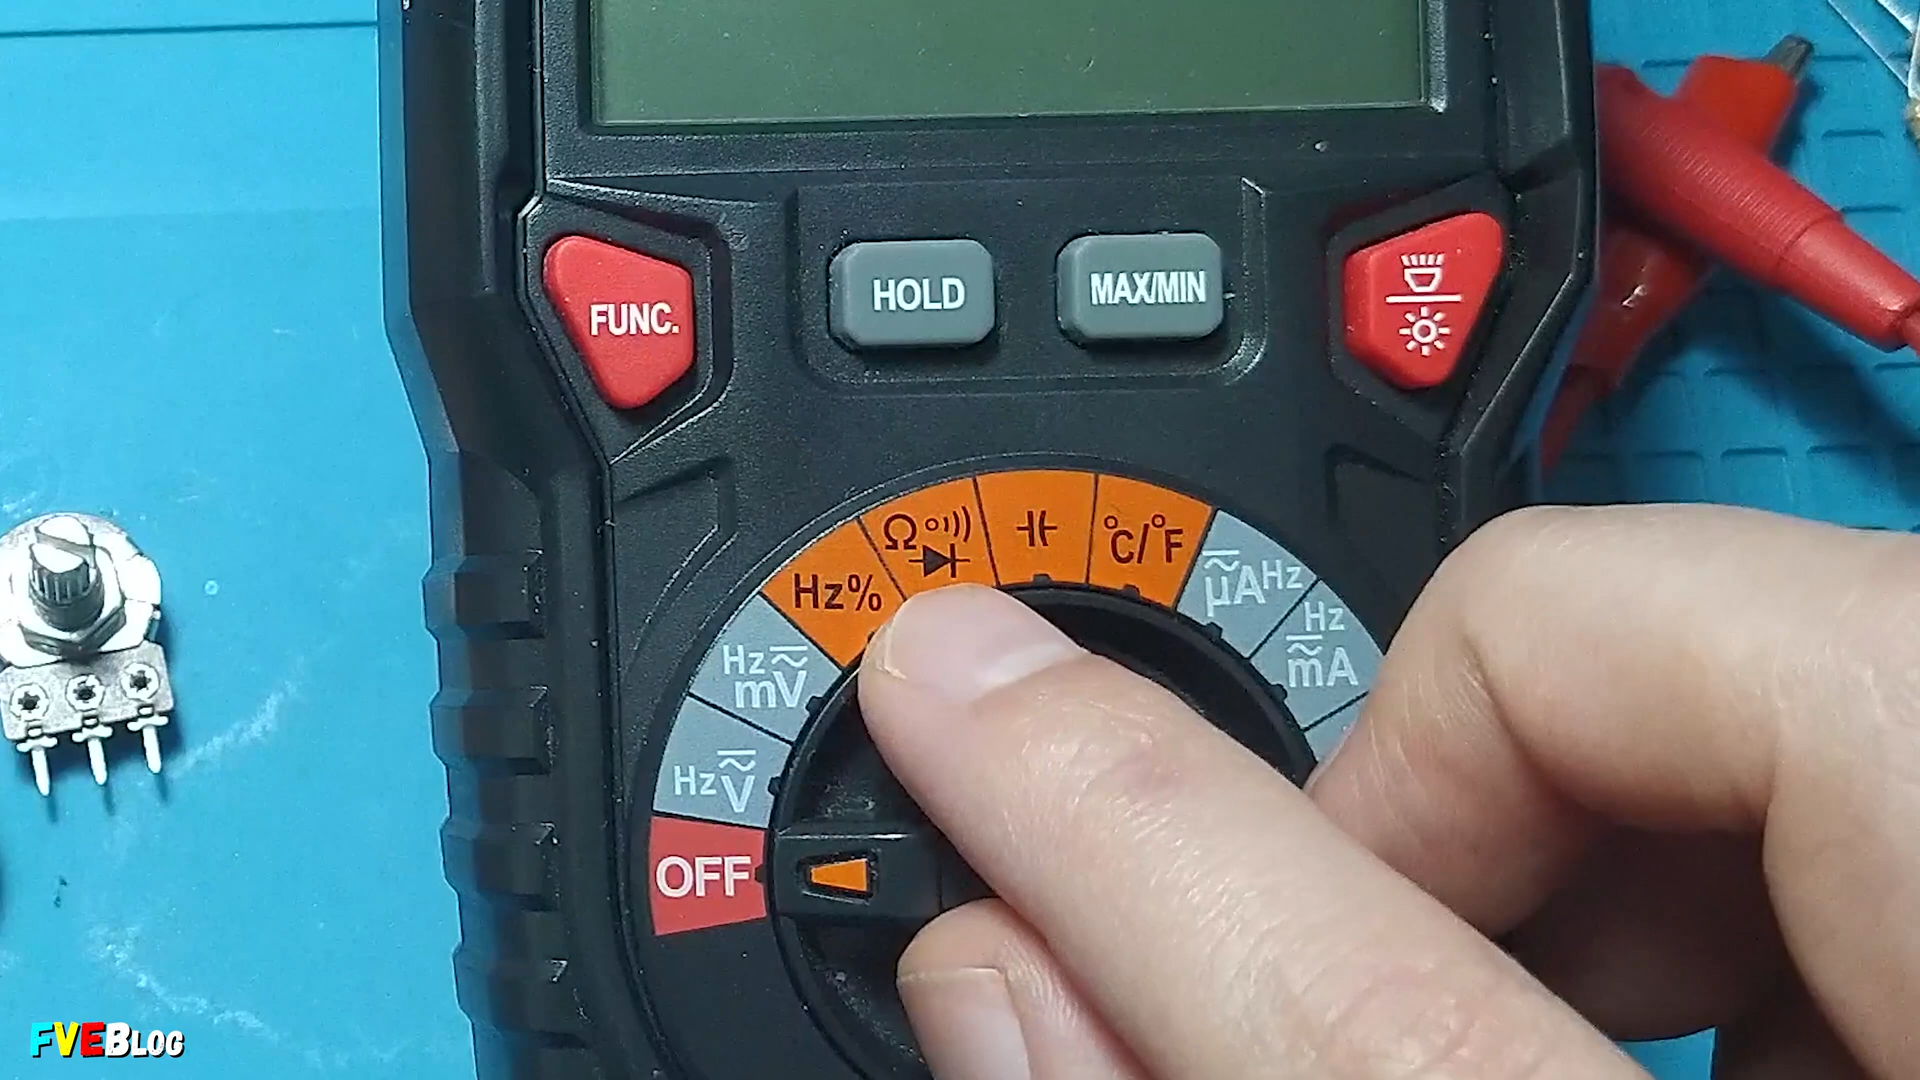 FUNC.
HOLD
MAX/MIN
Hz%
Ω
°C/°F
μA Hz
Hz
mA
Hz
mV
Hz V
OFF
FVEBLOG